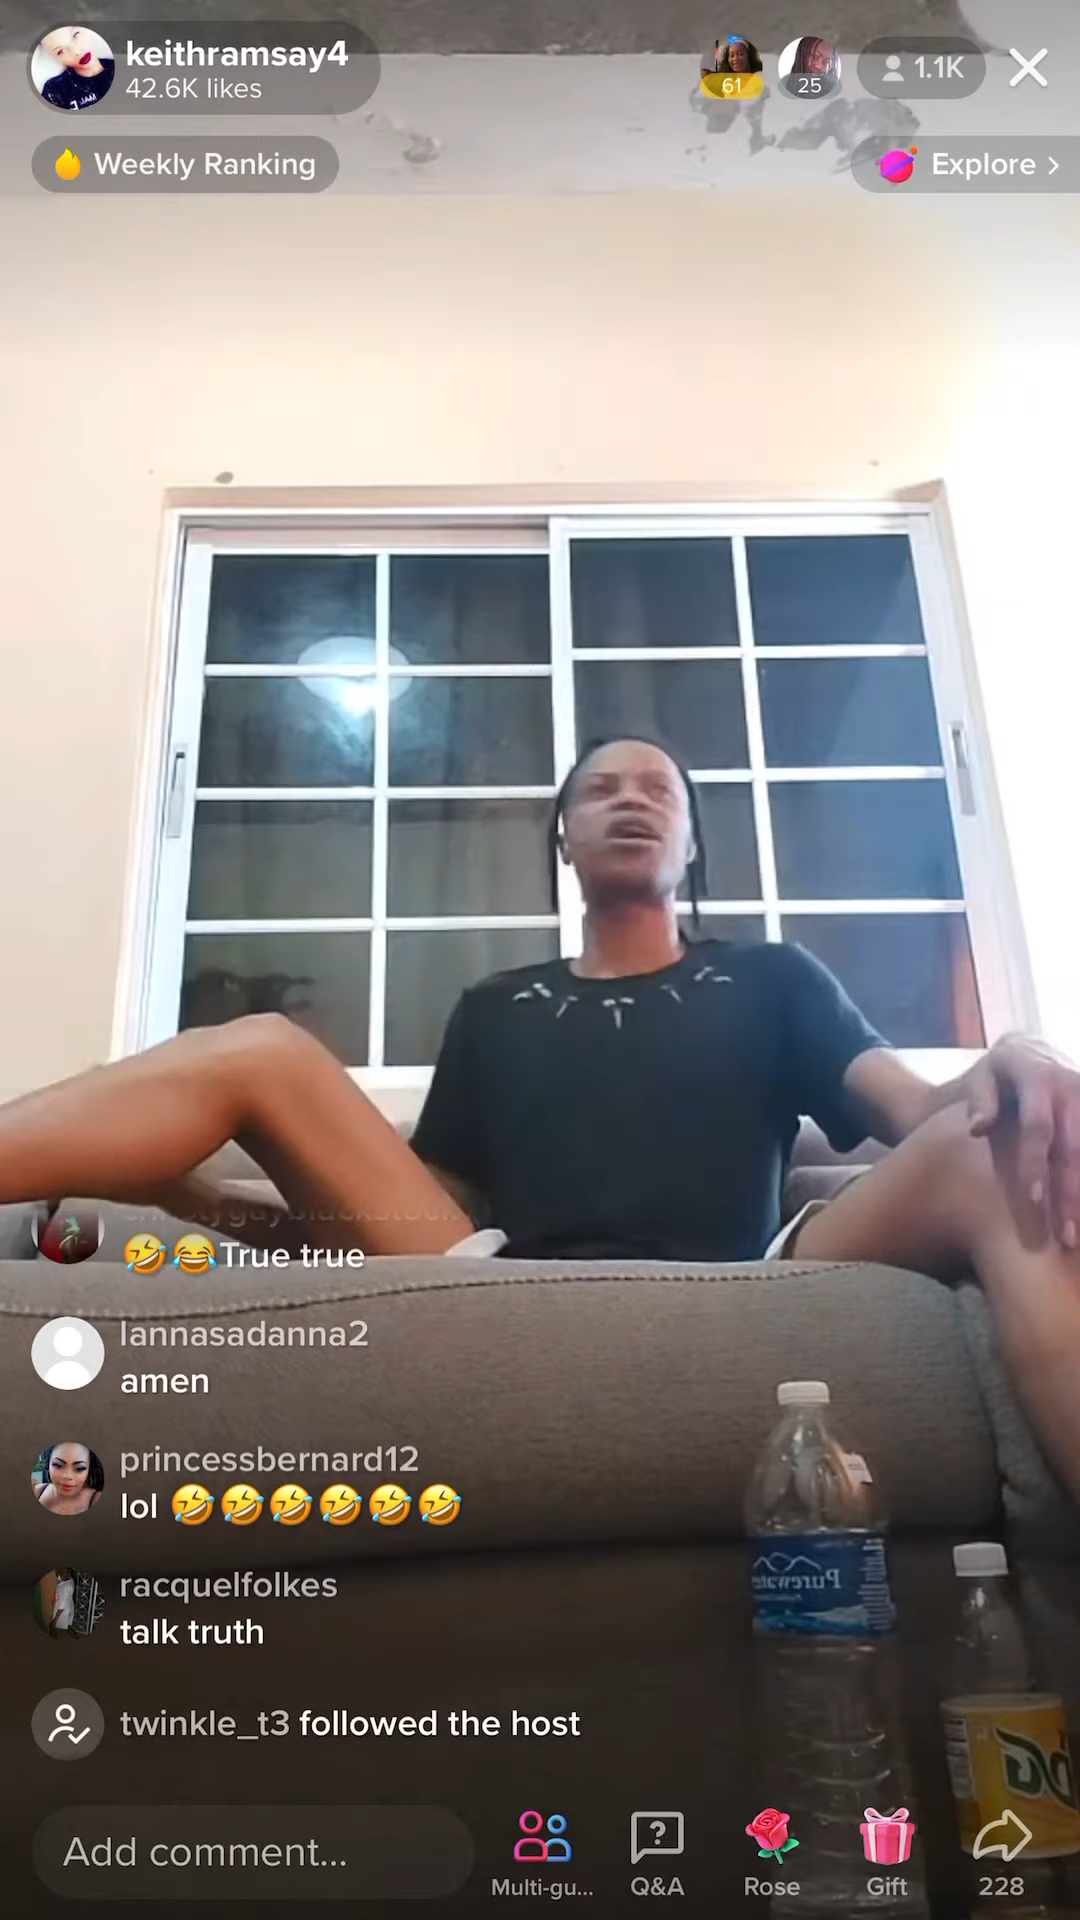 keithramsay4
42.6K likes
61
25
1.1K
Weekly Ranking
Explore >
🤣😂True true
lannasadanna2
amen
princessbernard12
lol 🤣🤣🤣🤣🤣🤣
racquelfolkes
talk truth
Purewater
twinkle_t3 followed the host
Add comment...
Multi-gu...
Q&A
Rose
Gift
228